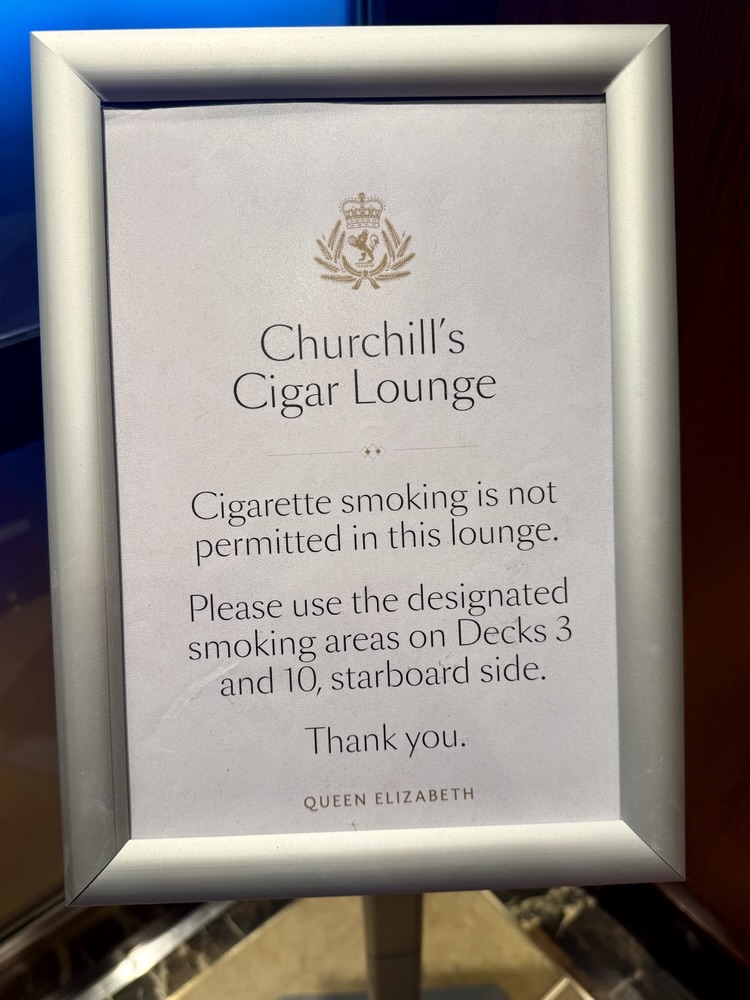 Churchill's
Cigar Lounge
Cigarette smoking is not
permitted in this lounge.
Please use the designated
smoking areas on Decks 3
and 10, starboard side.
Thank you.
QUEEN ELIZABETH